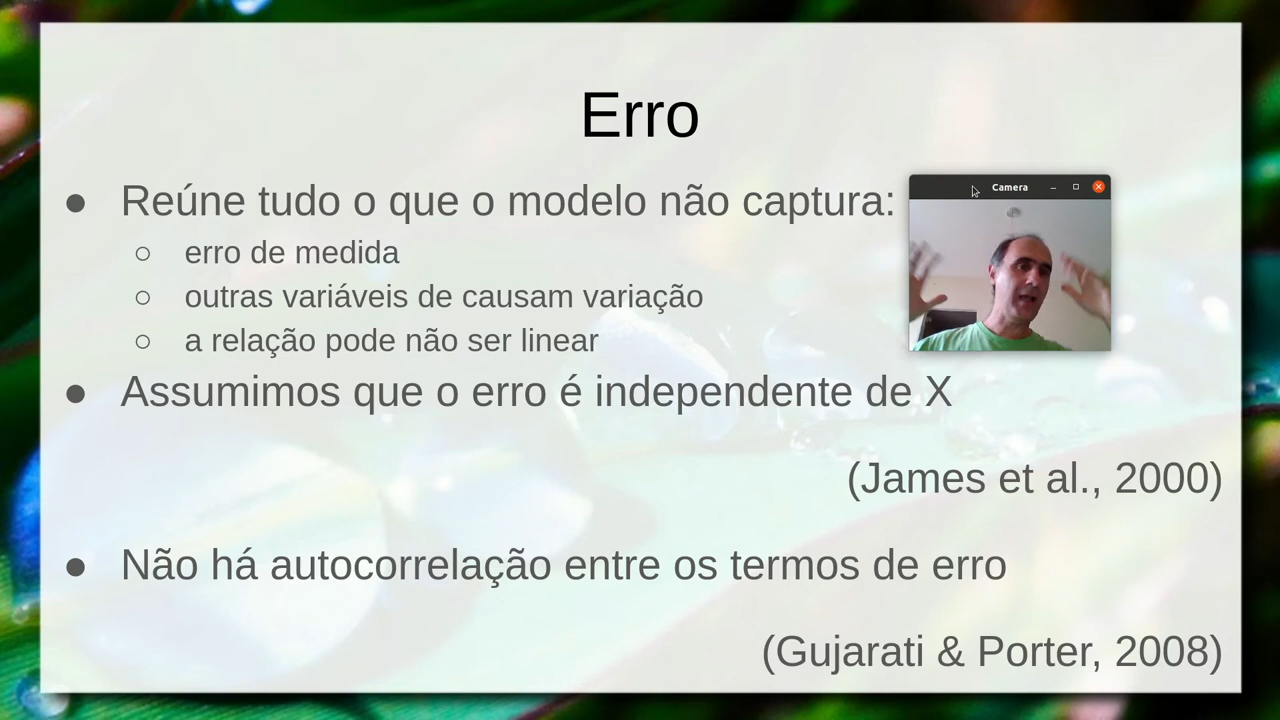 Erro
● Reúne tudo o que o modelo não captura:
○ erro de medida
○ outras variáveis de causam variação
○ a relação pode não ser linear
Camera
● Assumimos que o erro é independente de X
(James et al., 2000)
● Não há autocorrelação entre os termos de erro
(Gujarati & Porter, 2008)